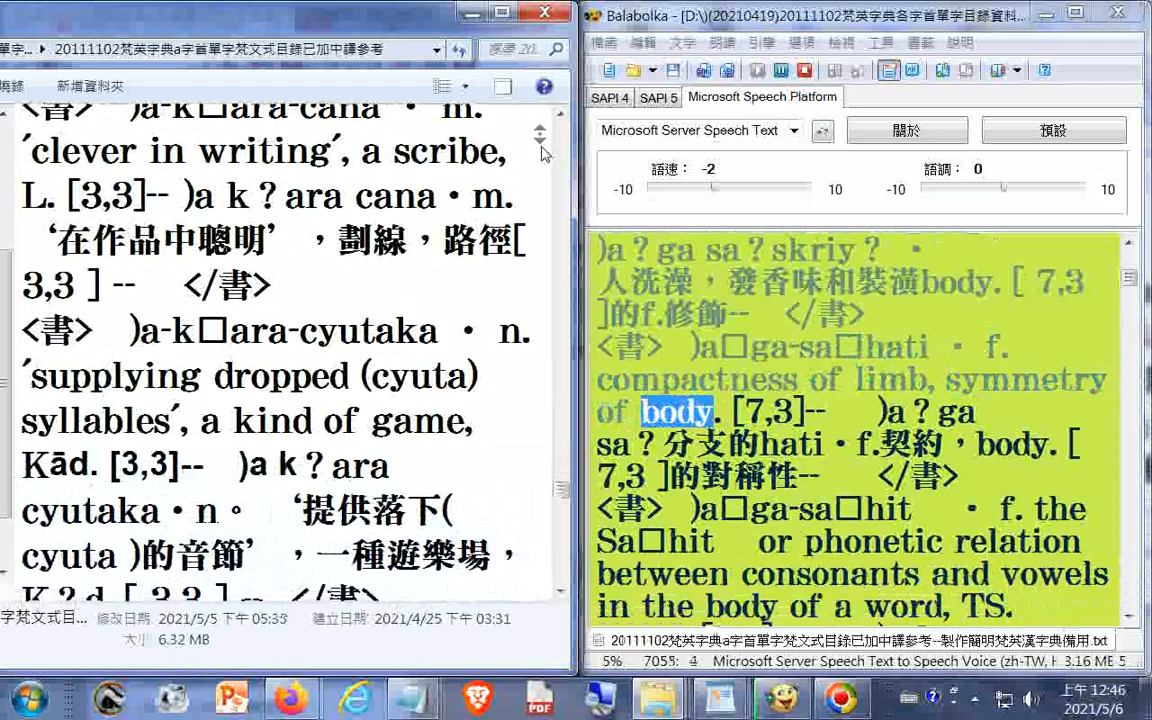 單字... ▸ 20111102梵英字典a字首單字梵文式目錄已加中譯參考
搜尋 20...
燒錄 新增資料夾
<書> )a-k□ara-cana • m.
'clever in writing', a scribe,
L. [3,3]-- )a k？ara cana•m.
‘在作品中聰明’，劃線，路徑[
3,3 ] -- </書>
<書> )a-k□ara-cyutaka • n.
'supplying dropped (cyuta)
syllables', a kind of game,
Kād. [3,3]-- )a k？ara
cyutaka•n。 ‘提供落下(
cyuta )的音節’，一種遊樂場，
K？d. [ 3,3 ]-- </書>
字梵文式目... 修改日期: 2021/5/5 下午 05:35 建立日期: 2021/4/25 下午 03:31
大小: 6.32 MB
Balabolka - [D:\)(20210419)20111102梵英字典各字首單字目錄資料...
檔案 編輯 文字 朗讀 引擎 選項 檢視 工具 書籤 說明
SAPI 4 SAPI 5 Microsoft Speech Platform
Microsoft Server Speech Text 關於 預設
語速： -2 語調： 0
-10 10 -10 10
)a？ga sa？skriy？ •
人洗澡，發香味和裝潢body. [ 7,3
]的f.修飾-- </書>
<書> )a□ga-sa□hati • f.
compactness of limb, symmetry
of body. [7,3]-- )a？ga
sa？分支的hati•f.契約，body. [
7,3 ]的對稱性-- </書>
<書> )a□ga-sa□hit • f. the
Sa□hit or phonetic relation
between consonants and vowels
in the body of a word, TS.
20111102梵英字典a字首單字梵文式目錄已加中譯參考--製作簡明梵英漢字典備用.txt
5% 7055: 4 Microsoft Server Speech Text to Speech Voice (zh-TW, H 3.16 MB 5
上午 12:46
2021/5/6